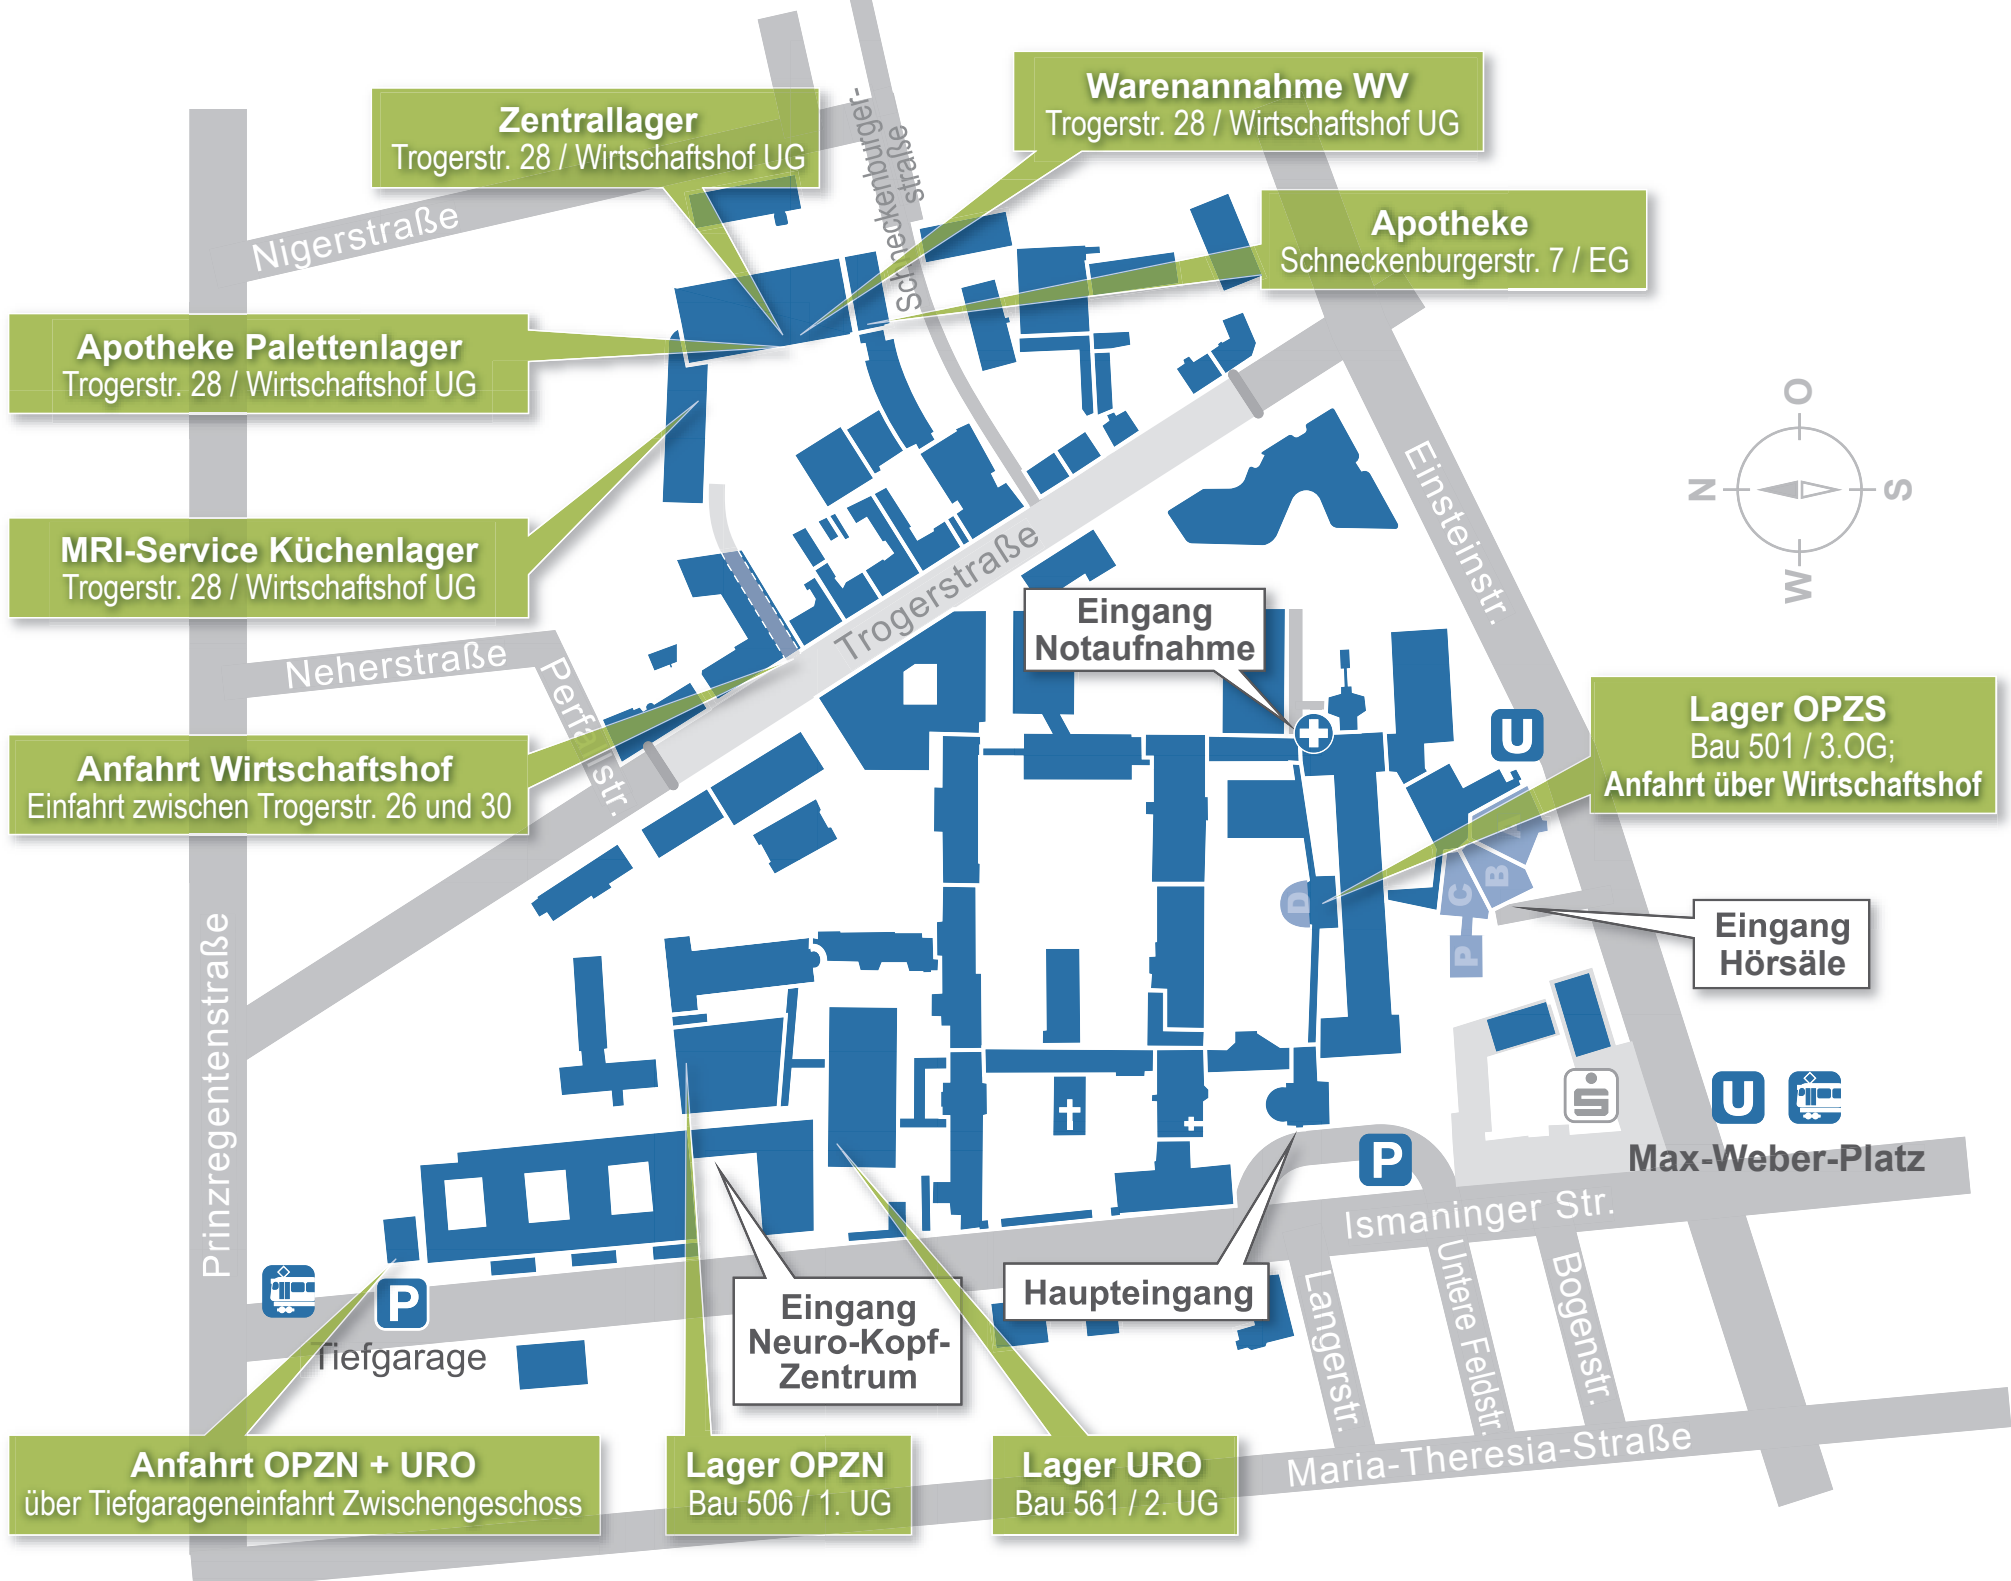 Zentrallager
Trogerstr. 28 / Wirtschaftshof UG
Warenannahme WV
Trogerstr. 28 / Wirtschaftshof UG
Schneckenburger-
straße
Apotheke
Schneckenburgerstr. 7 / EG
Nigerstraße
Apotheke Palettenlager
Trogerstr. 28 / Wirtschaftshof UG
O
N
S
W
Einsteinstr.
MRI-Service Küchenlager
Trogerstr. 28 / Wirtschaftshof UG
Trogerstraße
Eingang
Notaufnahme
Neherstraße
Perfallstr.
Anfahrt Wirtschaftshof
Einfahrt zwischen Trogerstr. 26 und 30
U
Lager OPZS
Bau 501 / 3.OG;
Anfahrt über Wirtschaftshof
A
B
C
D
P
Eingang
Hörsäle
Prinzregentenstraße
S
U
Max-Weber-Platz
P
Ismaninger Str.
P
Tiefgarage
Eingang
Neuro-Kopf-
Zentrum
Haupteingang
Langerstr.
Untere Feldstr.
Bogenstr.
Maria-Theresia-Straße
Anfahrt OPZN + URO
über Tiefgarageneinfahrt Zwischengeschoss
Lager OPZN
Bau 506 / 1. UG
Lager URO
Bau 561 / 2. UG